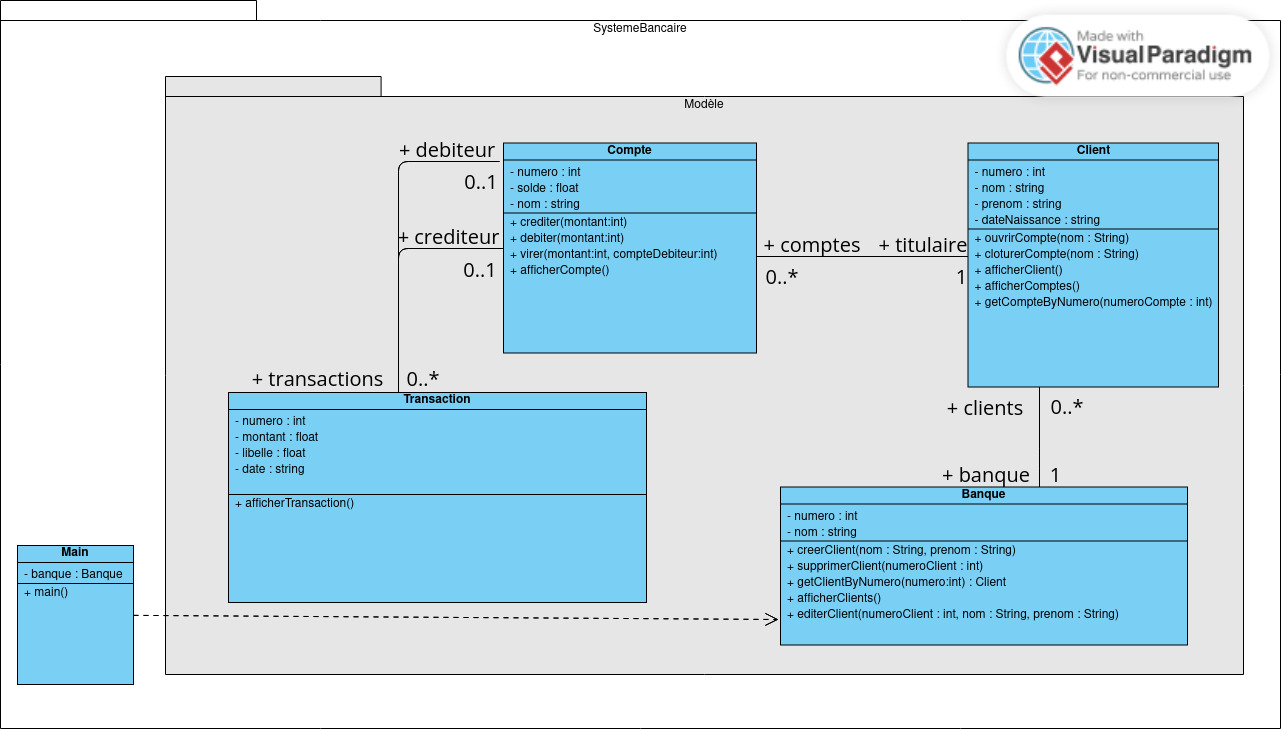 SystemeBancaire
Made with
Visual Paradigm
For non-commercial use
Modèle
+ debiteur
0..1
+ crediteur
0..1
Compte
- numero : int
- solde : float
- nom : string
+ crediter(montant:int)
+ debiter(montant:int)
+ virer(montant:int, compteDebiteur:int)
+ afficherCompte()
+ comptes
0..*
+ titulaire
1
Client
- numero : int
- nom : string
- prenom : string
- dateNaissance : string
+ ouvrirCompte(nom : String)
+ cloturerCompte(nom : String)
+ afficherClient()
+ afficherComptes()
+ getCompteByNumero(numeroCompte : int)
+ transactions
0..*
Transaction
- numero : int
- montant : float
- libelle : float
- date : string
+ afficherTransaction()
+ clients
0..*
+ banque
1
Banque
- numero : int
- nom : string
+ creerClient(nom : String, prenom : String)
+ supprimerClient(numeroClient : int)
+ getClientByNumero(numero:int) : Client
+ afficherClients()
+ editerClient(numeroClient : int, nom : String, prenom : String)
Main
- banque : Banque
+ main()